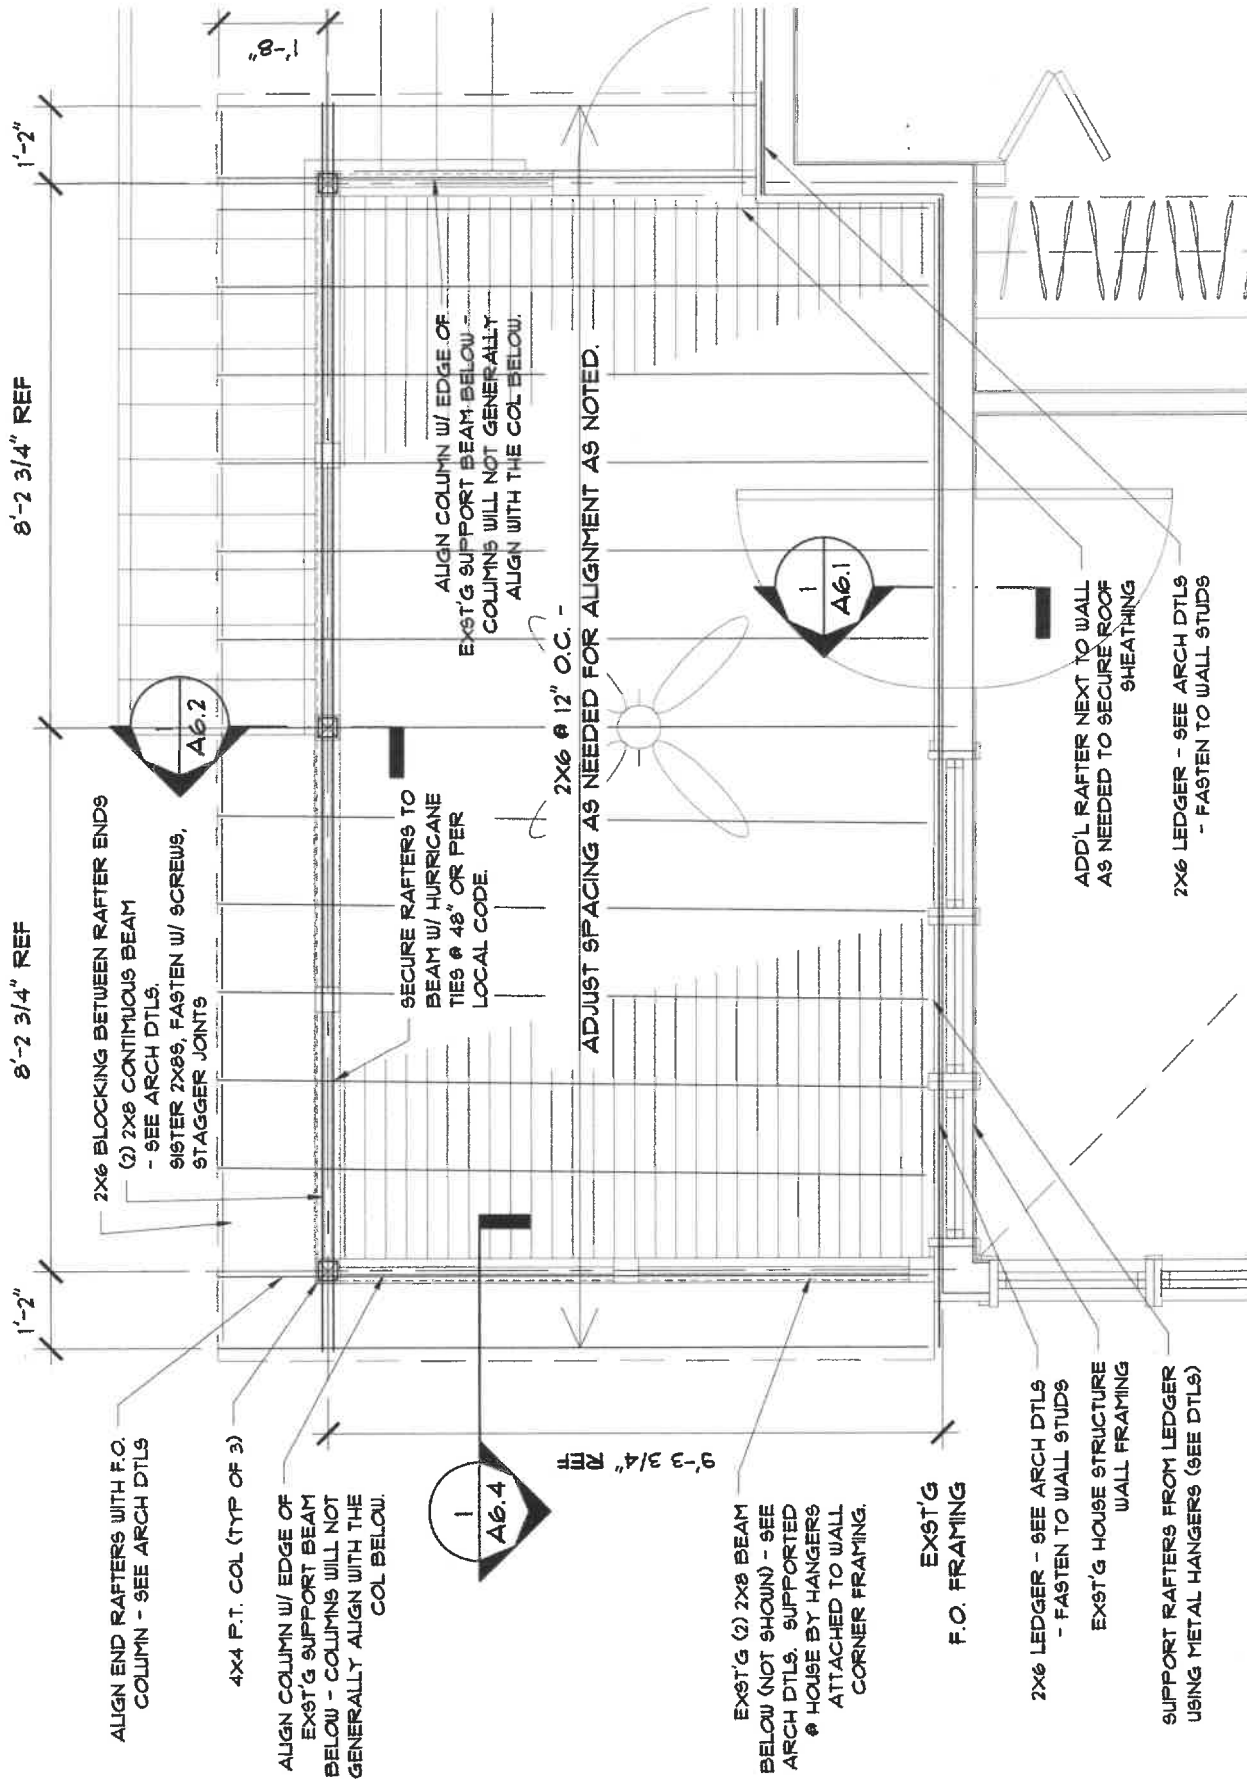 1'-2"
8'-2 3/4" REF
8'-2 3/4" REF
1'-2"
1'-8"
ALIGN END RAFTERS WITH F.O.
COLUMN - SEE ARCH DTLS
4X4 P.T. COL (TYP OF 3)
ALIGN COLUMN W/ EDGE OF
EXST'G SUPPORT BEAM
BELOW - COLUMNS WILL NOT
GENERALLY ALIGN WITH THE
COL BELOW.
2X6 BLOCKING BETWEEN RAFTER ENDS
(2) 2X8 CONTIMUOUS BEAM
- SEE ARCH DTLS.
SISTER 2X8S, FASTEN W/ SCREWS,
STAGGER JOINTS
1
A6.2
SECURE RAFTERS TO
BEAM W/ HURRICANE
TIES @ 48" OR PER
LOCAL CODE.
ALIGN COLUMN W/ EDGE OF
EXST'G SUPPORT BEAM BELOW -
COLUMNS WILL NOT GENERALLY
ALIGN WITH THE COL BELOW.
2X6 @ 12" O.C. -
ADJUST SPACING AS NEEDED FOR ALIGNMENT AS NOTED.
1
A6.4
9'-3 3/4" REF
1
A6.1
EXST'G (2) 2X8 BEAM
BELOW (NOT SHOWN) - SEE
ARCH DTLS. SUPPORTED
@ HOUSE BY HANGERS
ATTACHED TO WALL
CORNER FRAMING.
EXST'G
F.O. FRAMING
2X6 LEDGER - SEE ARCH DTLS
- FASTEN TO WALL STUDS
EXST'G HOUSE STRUCTURE
WALL FRAMING
SUPPORT RAFTERS FROM LEDGER
USING METAL HANGERS (SEE DTLS)
ADD'L RAFTER NEXT TO WALL
AS NEEDED TO SECURE ROOF
SHEATHING
2X6 LEDGER - SEE ARCH DTLS
- FASTEN TO WALL STUDS